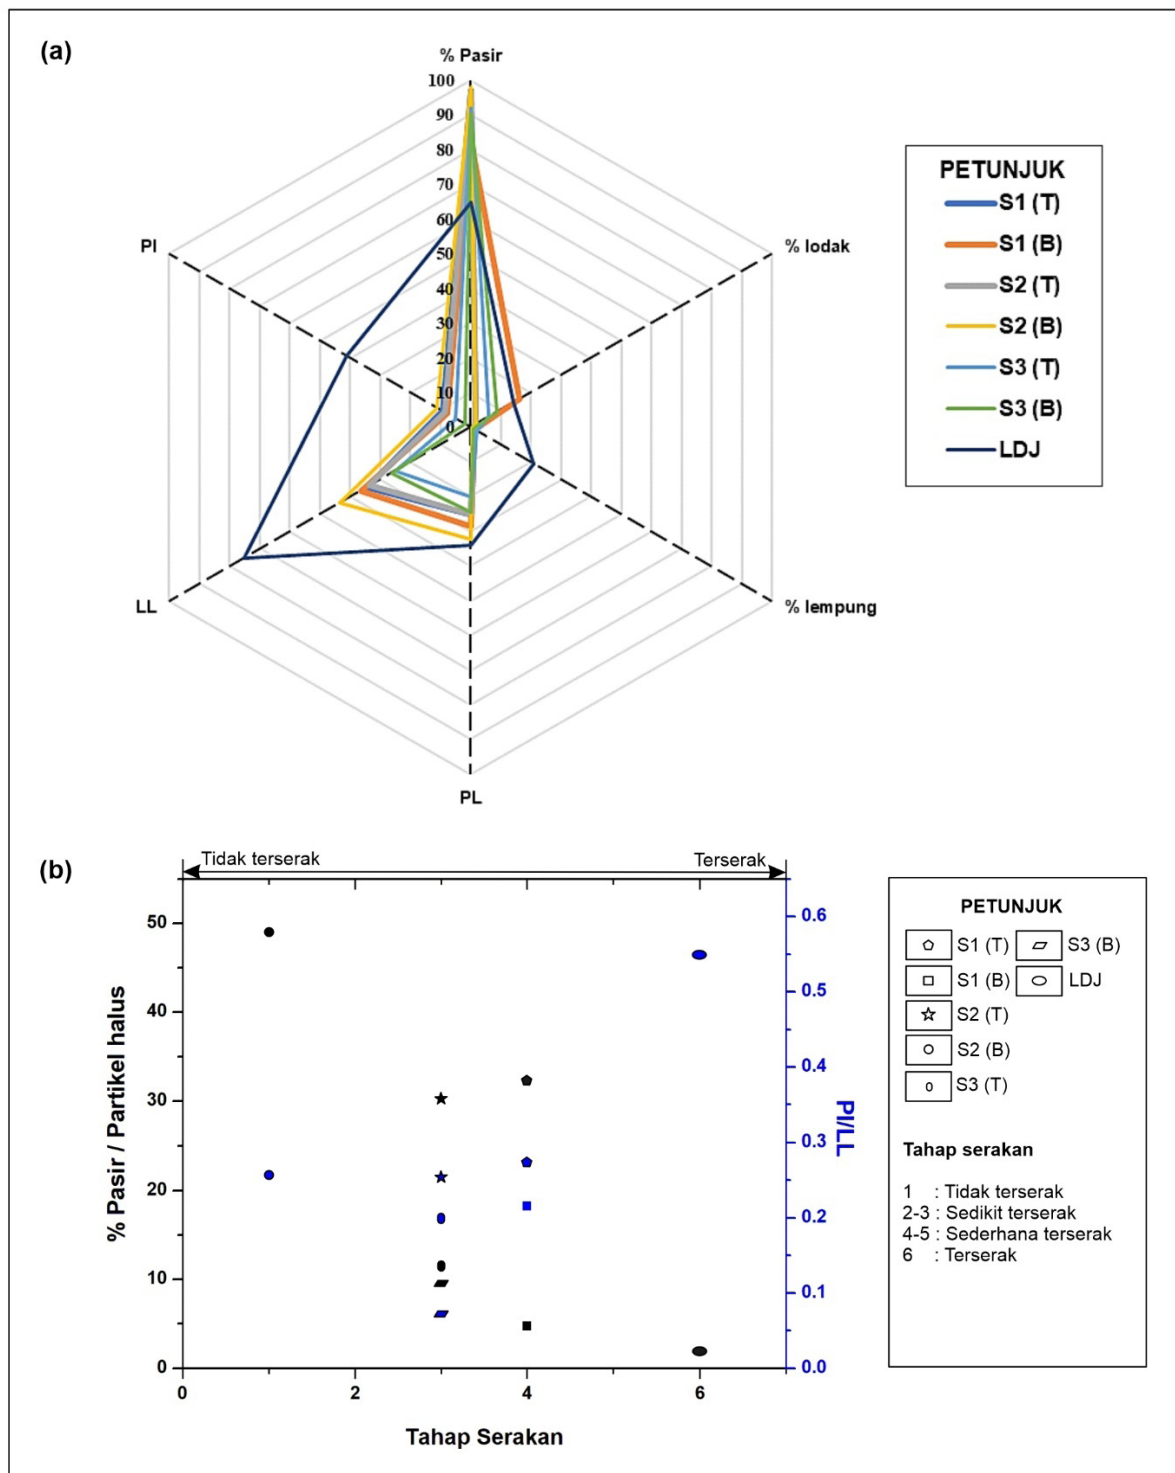 (a)
% Pasir
100
90
80
70
60
50
40
30
20
10
0
PI
% lodak
LL
% lempung
PL
PETUNJUK
S1 (T)
S1 (B)
S2 (T)
S2 (B)
S3 (T)
S3 (B)
LDJ
(b)
Tidak terserak
Terserak
% Pasir / Partikel halus
50
40
30
20
10
0
0.6
0.5
0.4
0.3
0.2
0.1
0.0
PI/LL
0
2
4
6
Tahap Serakan
PETUNJUK
S1 (T)
S3 (B)
S1 (B)
LDJ
S2 (T)
S2 (B)
S3 (T)
Tahap serakan
1 : Tidak terserak
2-3 : Sedikit terserak
4-5 : Sederhana terserak
6 : Terserak